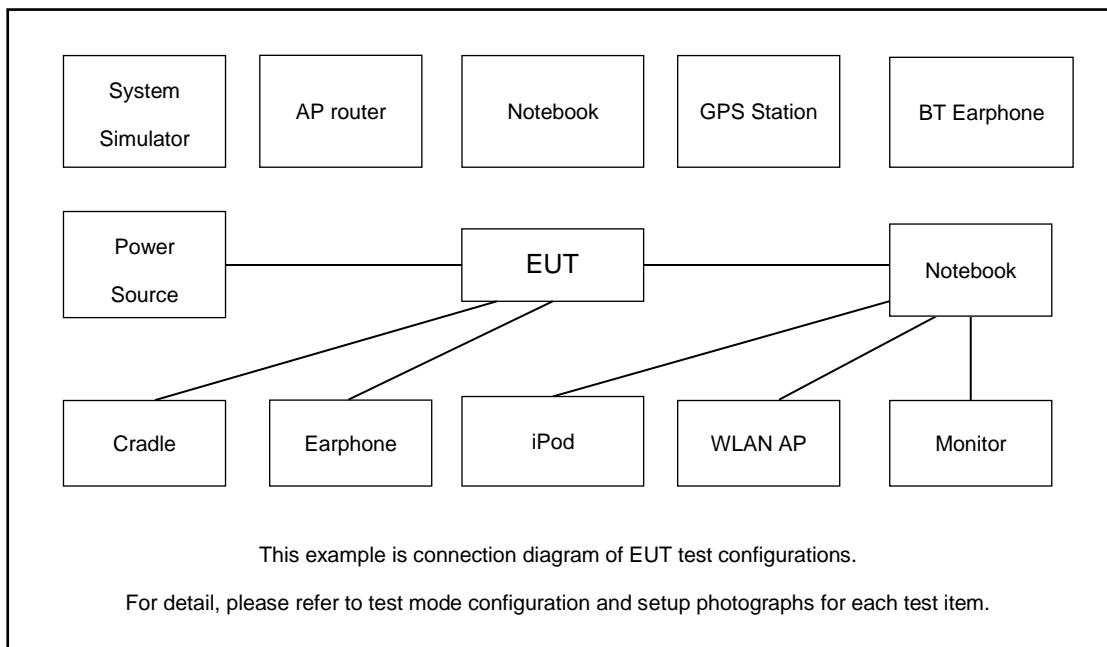 System
Simulator
AP router
Notebook
GPS Station
BT Earphone
Power
Source
EUT
Notebook
Cradle
Earphone
iPod
WLAN AP
Monitor
This example is connection diagram of EUT test configurations.
For detail, please refer to test mode configuration and setup photographs for each test item.